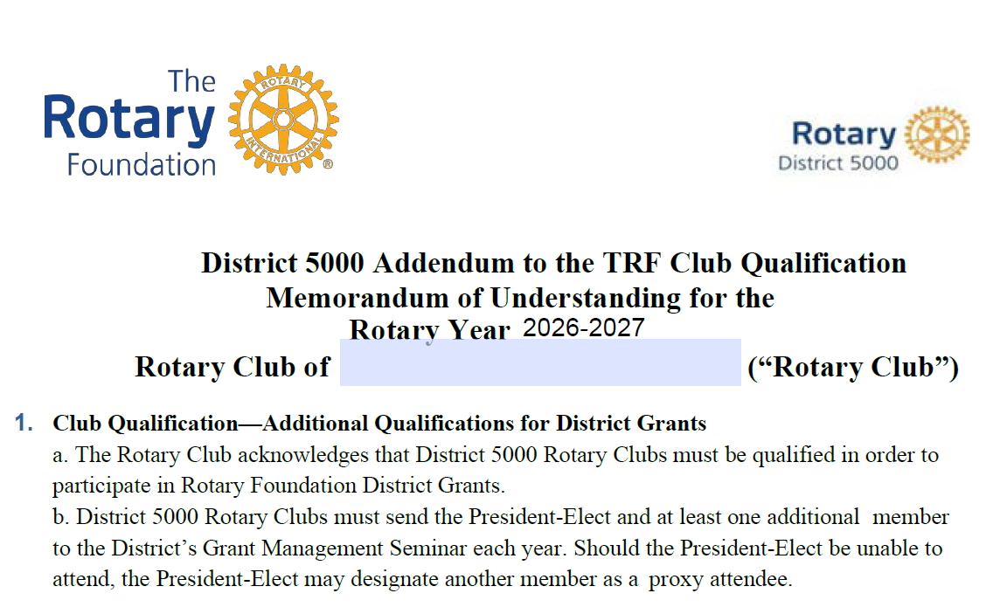 The
Rotary
Foundation
ROTARY
INTERNATIONAL
®
Rotary
District 5000
District 5000 Addendum to the TRF Club Qualification
Memorandum of Understanding for the
Rotary Year 2026-2027
Rotary Club of (“Rotary Club”)
1. Club Qualification—Additional Qualifications for District Grants
a. The Rotary Club acknowledges that District 5000 Rotary Clubs must be qualified in order to
participate in Rotary Foundation District Grants.
b. District 5000 Rotary Clubs must send the President-Elect and at least one additional member
to the District’s Grant Management Seminar each year. Should the President-Elect be unable to
attend, the President-Elect may designate another member as a proxy attendee.